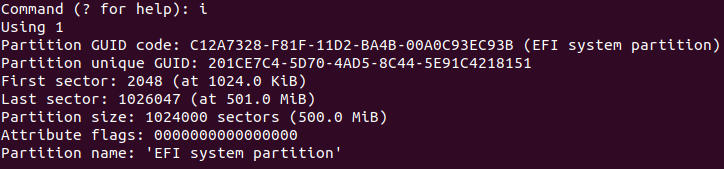 Command (? for help): i
Using 1
Partition GUID code: C12A7328-F81F-11D2-BA4B-00A0C93EC93B (EFI system partition)
Partition unique GUID: 201CE7C4-5D70-4AD5-8C44-5E91C4218151
First sector: 2048 (at 1024.0 KiB)
Last sector: 1026047 (at 501.0 MiB)
Partition size: 1024000 sectors (500.0 MiB)
Attribute flags: 0000000000000000
Partition name: 'EFI system partition'